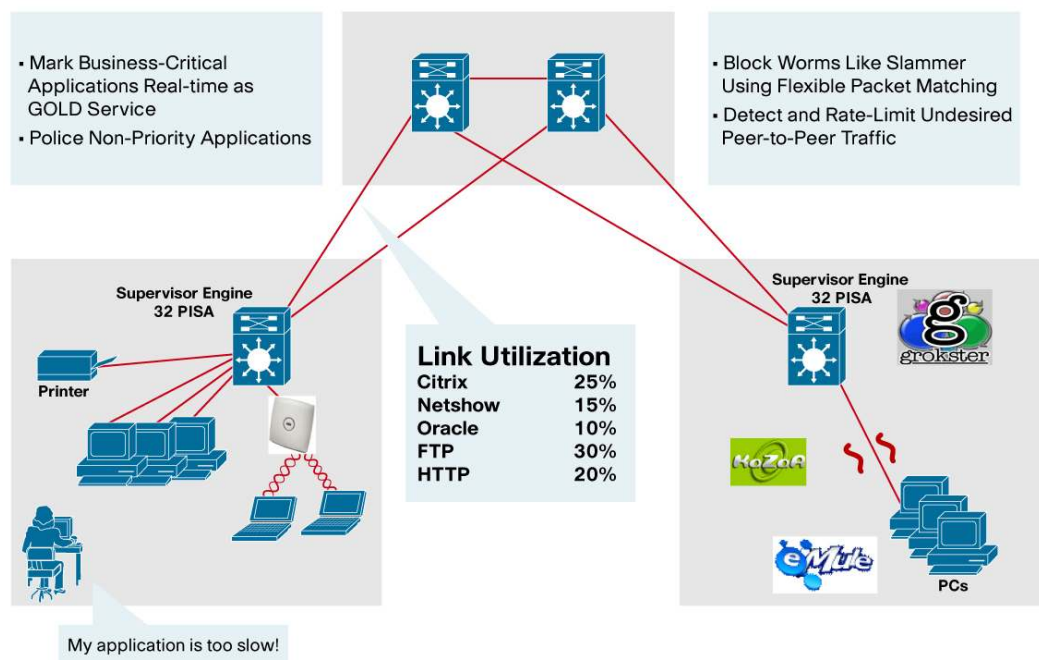 ▪ Mark Business-Critical
Applications Real-time as
GOLD Service
▪ Police Non-Priority Applications
▪ Block Worms Like Slammer
Using Flexible Packet Matching
▪ Detect and Rate-Limit Undesired
Peer-to-Peer Traffic
Supervisor Engine
32 PISA
Printer
Link Utilization
Citrix 25%
Netshow 15%
Oracle 10%
FTP 30%
HTTP 20%
Supervisor Engine
32 PISA
g
grokster
KaZaA
eMule
PCs
My application is too slow!